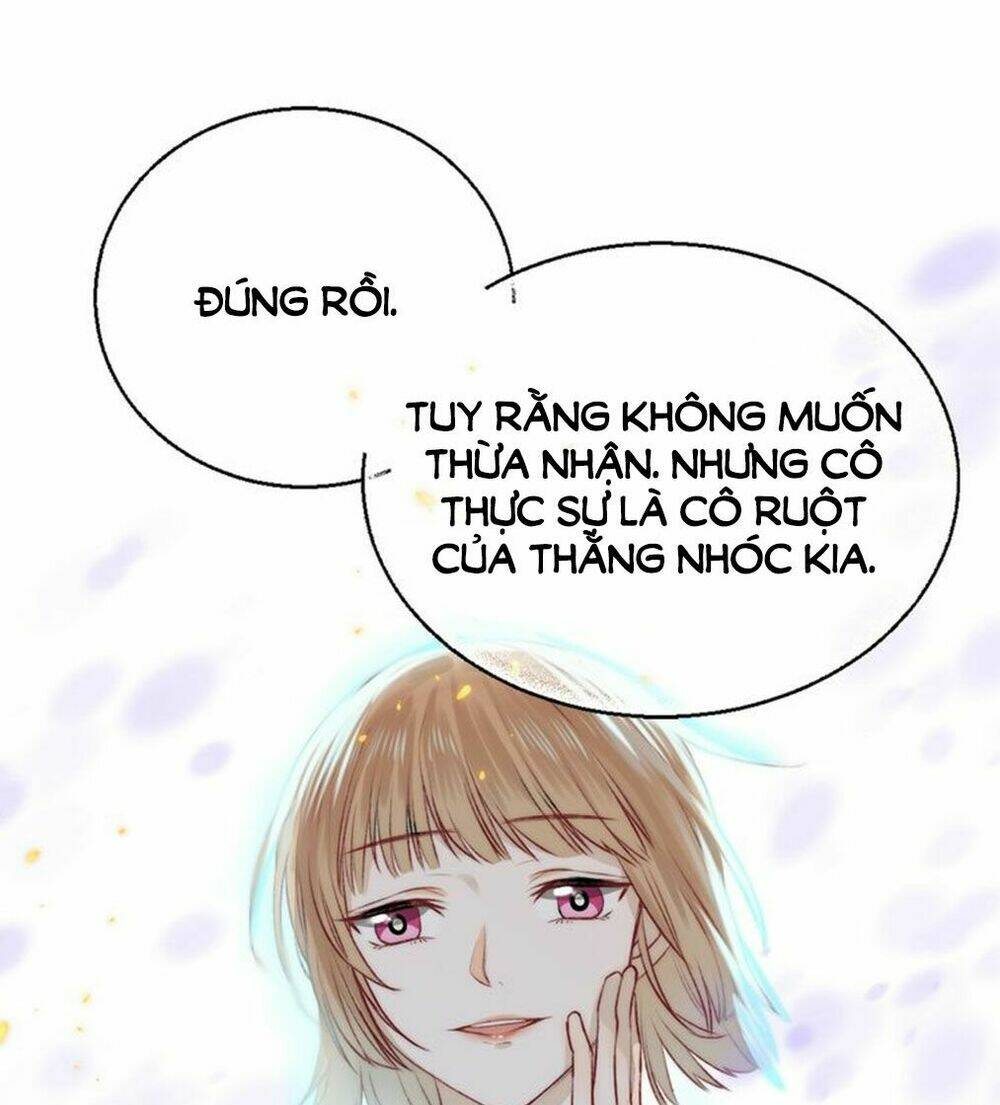 ĐÚNG RỒI.
TUY RẰNG KHÔNG MUỐN
THỪA NHẬN. NHƯNG CÔ
THỰC SỰ LÀ CÔ RUỘT
CỦA THẰNG NHÓC KIA.